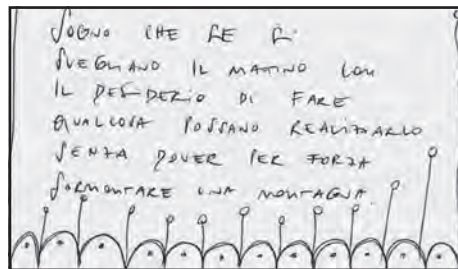 SOGNO CHE SE SI
SVEGLIANO IL MATTINO CON
IL DESIDERIO DI FARE
QUALCOSA POSSANO REALIZZARLO
SENZA DOVER PER FORZA
SORMONTARE UNA MONTAGNA.